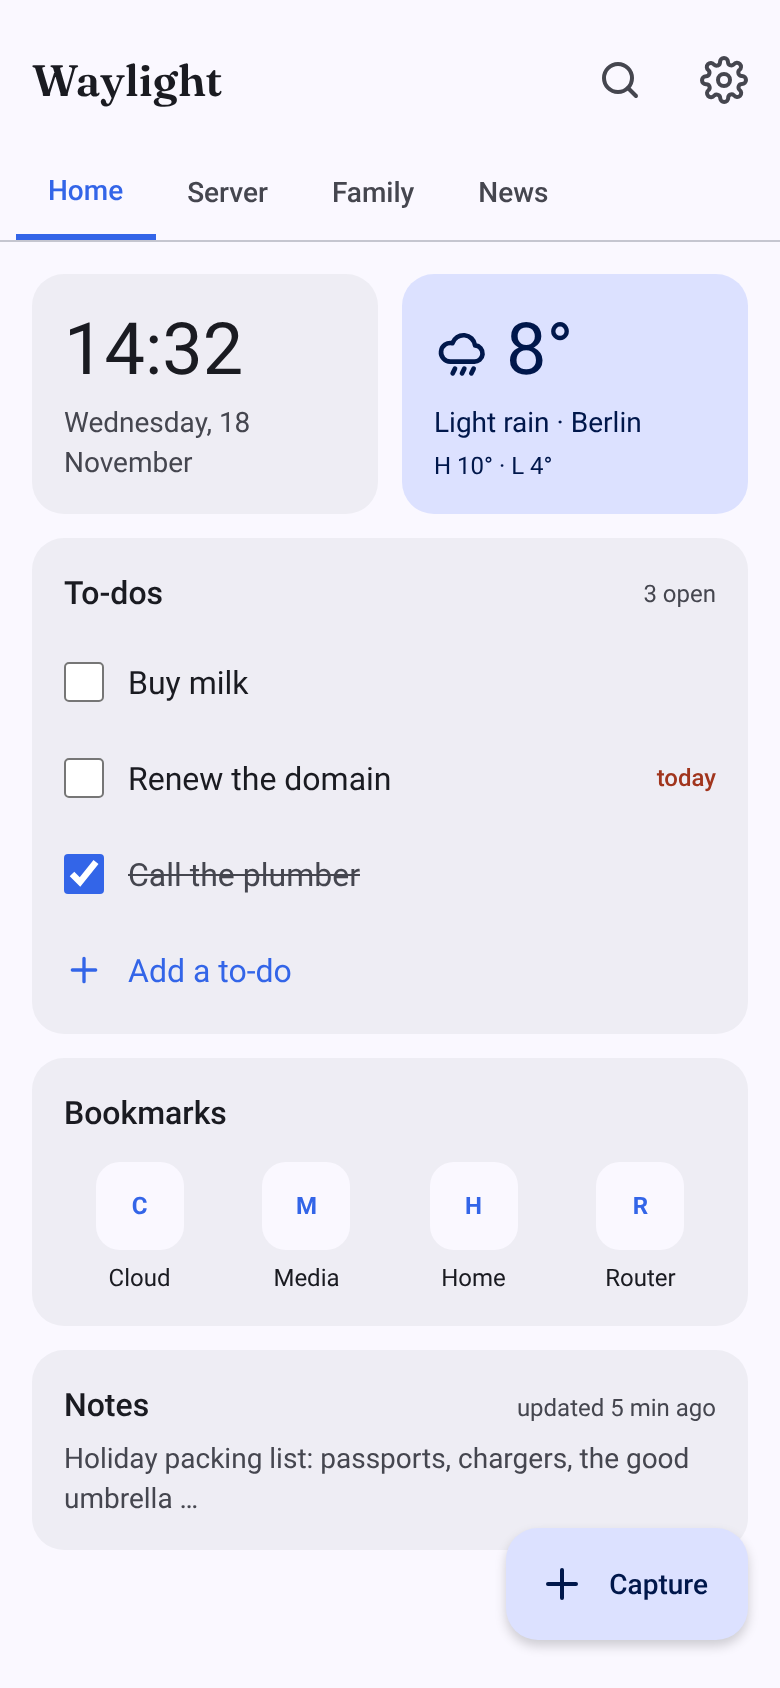 Waylight
Home Server Family News
14:32
Wednesday, 18
November
8°
Light rain · Berlin
H 10° · L 4°
To-dos
3 open
Buy milk
Renew the domain
today
Call the plumber
Add a to-do
Bookmarks
C M H R
Cloud Media Home Router
Notes
updated 5 min ago
Holiday packing list: passports, chargers, the good
umbrella …
Capture